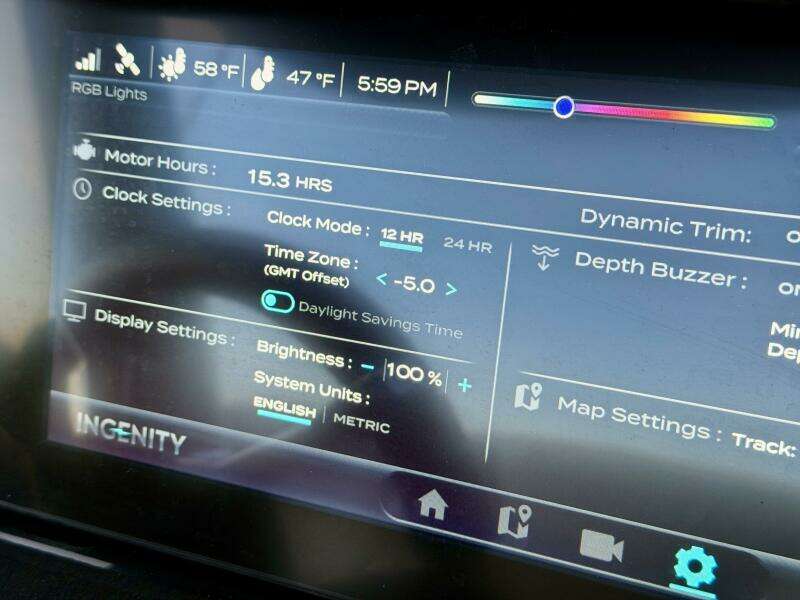 58 °F 47 °F 5:59 PM
RGB Lights
Motor Hours : 15.3 HRS
Clock Settings :
Clock Mode : 12 HR 24 HR
Time Zone :
(GMT Offset) < -5.0 >
Daylight Savings Time
Display Settings :
Brightness : - 100 % +
System Units :
ENGLISH | METRIC
Dynamic Trim:
Depth Buzzer :
Map Settings : Track:
INGENITY